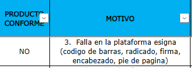 PRODUCTO
CONFORME
MOTIVO
NO
3. Falla en la plataforma esigna
(codigo de barras, radicado, firma,
encabezado, pie de pagina)